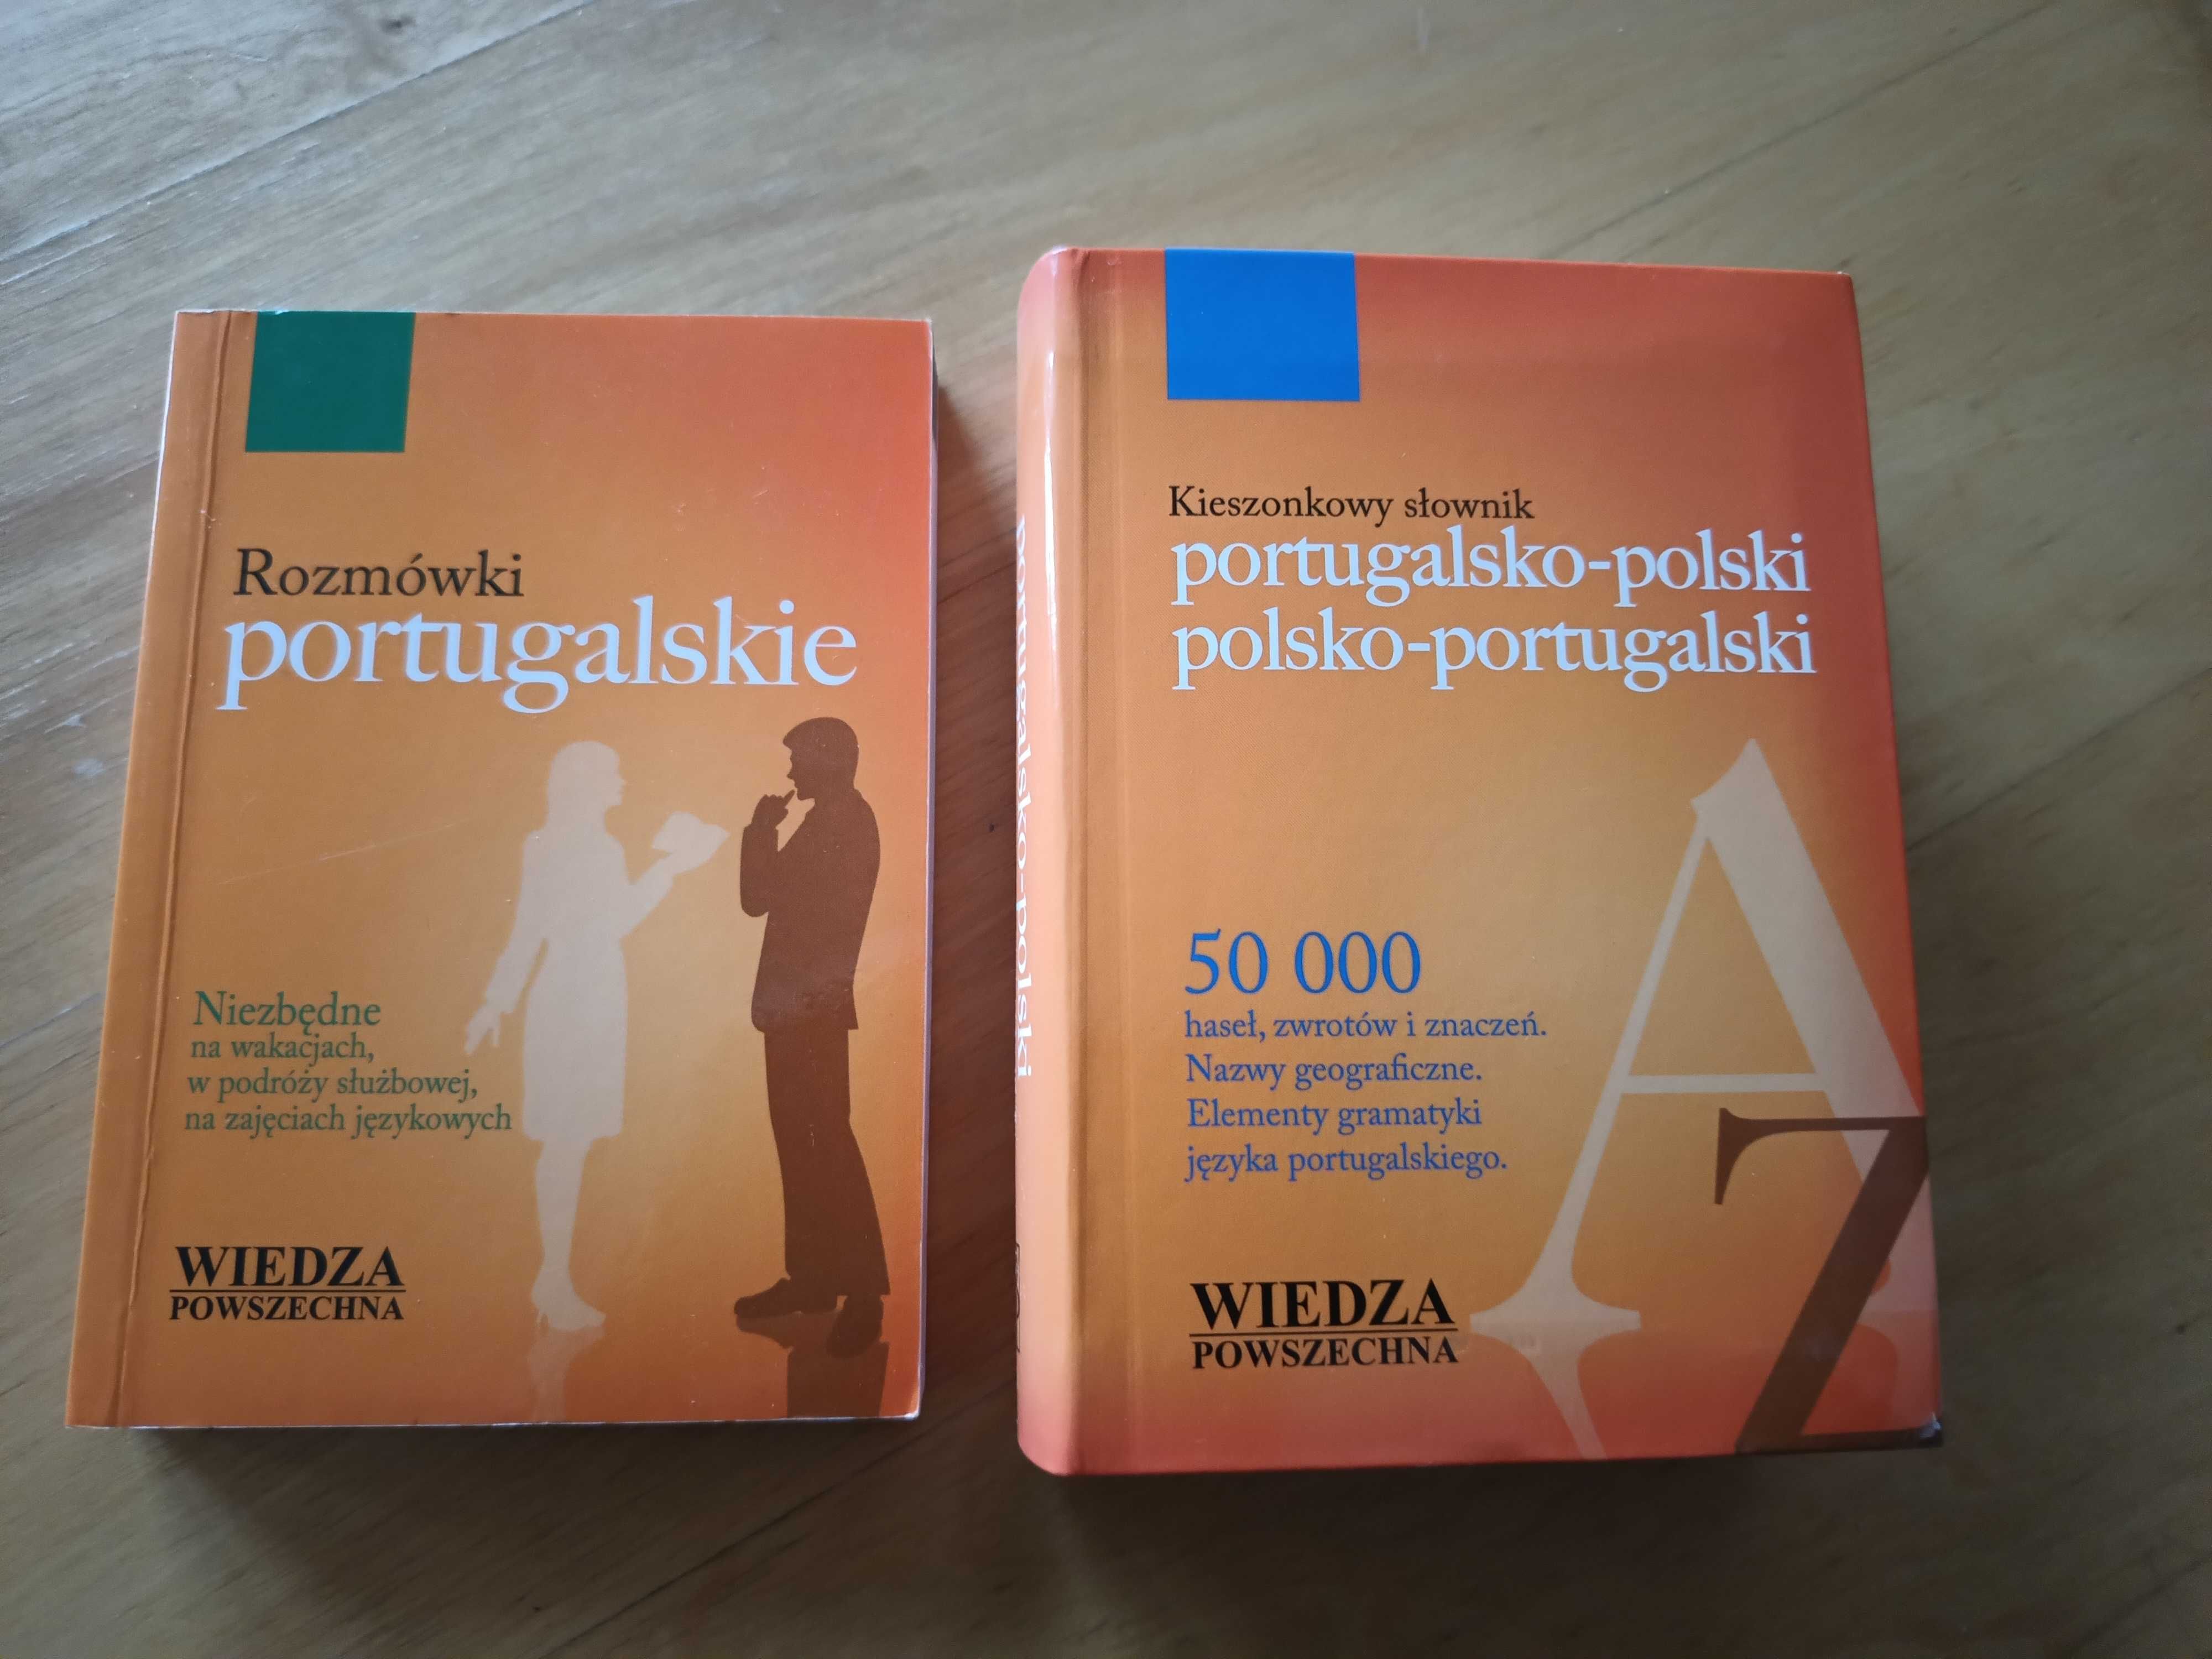 Rozmówki
portugalskie
Niezbędne
na wakacjach,
w podróży służbowej,
na zajęciach językowych
WIEDZA
POWSZECHNA
portugalsko-polski
Kieszonkowy słownik
portugalsko-polski
polsko-portugalski
A
Z
50 000
haseł, zwrotów i znaczeń.
Nazwy geograficzne.
Elementy gramatyki
języka portugalskiego.
WIEDZA
POWSZECHNA